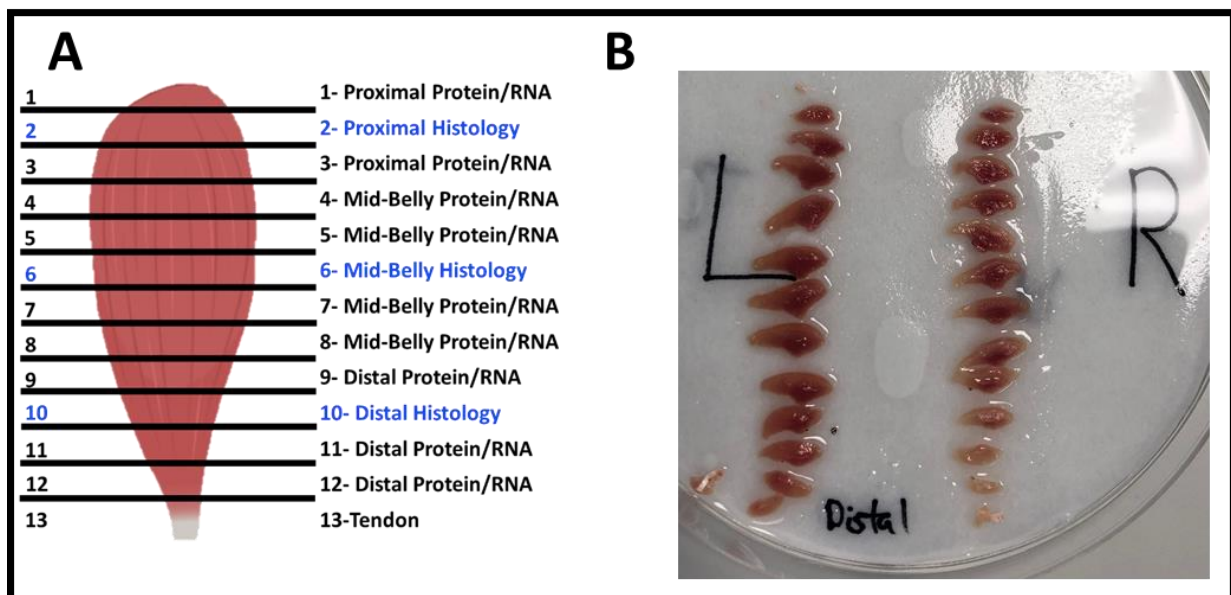 A
B
1
2
3
4
5
6
7
8
9
10
11
12
13
1- Proximal Protein/RNA
2- Proximal Histology
3- Proximal Protein/RNA
4- Mid-Belly Protein/RNA
5- Mid-Belly Protein/RNA
6- Mid-Belly Histology
7- Mid-Belly Protein/RNA
8- Mid-Belly Protein/RNA
9- Distal Protein/RNA
10- Distal Histology
11- Distal Protein/RNA
12- Distal Protein/RNA
13-Tendon
L
R
Distal